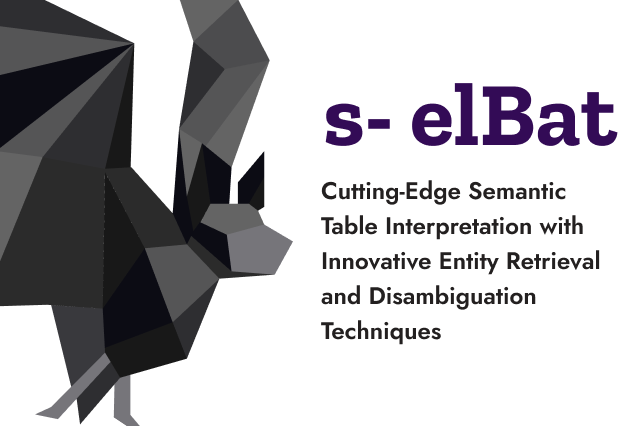 s- elBat
Cutting-Edge Semantic
Table Interpretation with
Innovative Entity Retrieval
and Disambiguation
Techniques